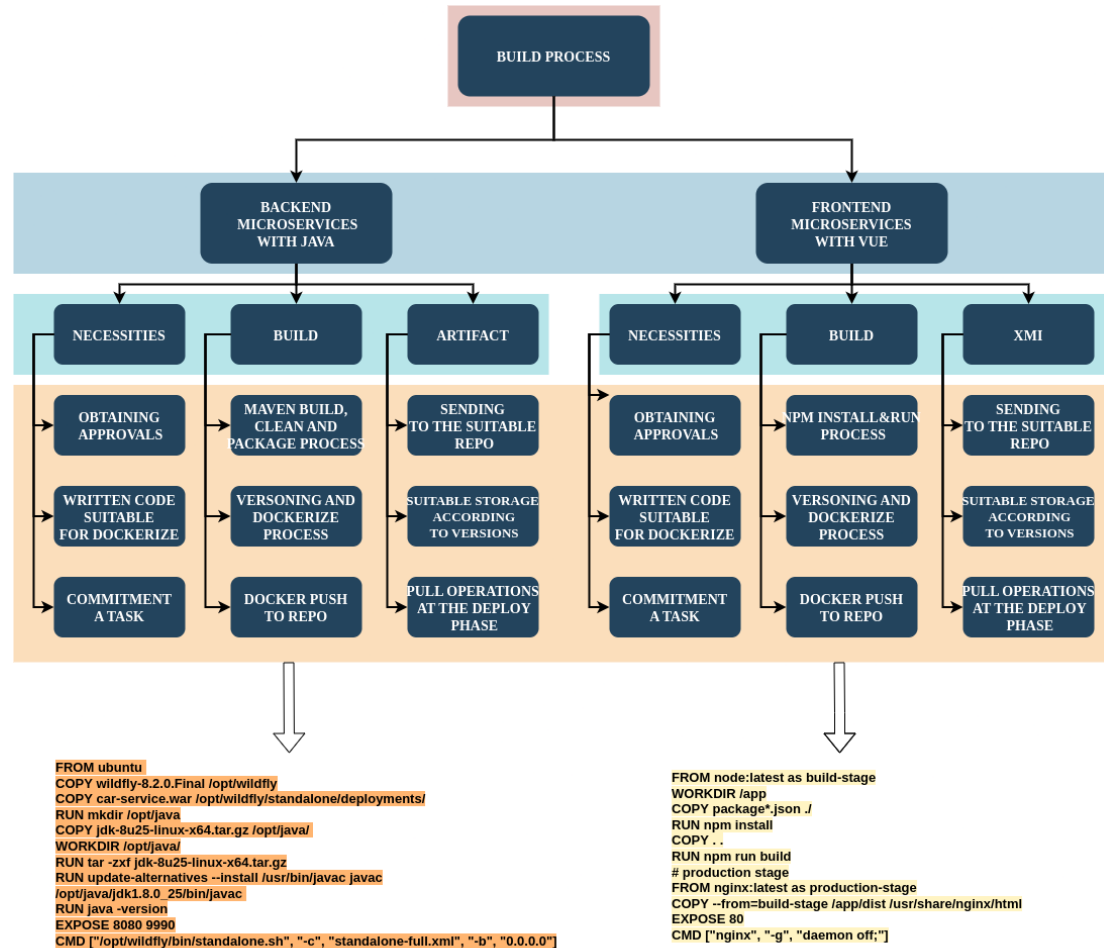 BUILD PROCESS
BACKEND
MICROSERVICES
WITH JAVA
FRONTEND
MICROSERVICES
WITH VUE
NECESSITIES
BUILD
ARTIFACT
NECESSITIES
BUILD
XMI
OBTAINING
APPROVALS
MAVEN BUILD,
CLEAN AND
PACKAGE PROCESS
SENDING
TO THE SUITABLE
REPO
OBTAINING
APPROVALS
NPM INSTALL&RUN
PROCESS
SENDING
TO THE SUITABLE
REPO
WRITTEN CODE
SUITABLE
FOR DOCKERIZE
VERSIONING AND
DOCKERIZE
PROCESS
SUITABLE STORAGE
ACCORDING
TO VERSIONS
WRITTEN CODE
SUITABLE
FOR DOCKERIZE
VERSIONING AND
DOCKERIZE
PROCESS
SUITABLE STORAGE
ACCORDING
TO VERSIONS
COMMITMENT
A TASK
DOCKER PUSH
TO REPO
PULL OPERATIONS
AT THE DEPLOY
PHASE
COMMITMENT
A TASK
DOCKER PUSH
TO REPO
PULL OPERATIONS
AT THE DEPLOY
PHASE
FROM ubuntu
COPY wildfly-8.2.0.Final /opt/wildfly
COPY car-service.war /opt/wildfly/standalone/deployments/
RUN mkdir /opt/java
COPY jdk-8u25-linux-x64.tar.gz /opt/java/
WORKDIR /opt/java/
RUN tar -zxf jdk-8u25-linux-x64.tar.gz
RUN update-alternatives --install /usr/bin/javac javac
/opt/java/jdk1.8.0_25/bin/javac
RUN java -version
EXPOSE 8080 9990
CMD ["/opt/wildfly/bin/standalone.sh", "-c", "standalone-full.xml", "-b", "0.0.0.0"]
FROM node:latest as build-stage
WORKDIR /app
COPY package*.json ./
RUN npm install
COPY . .
RUN npm run build
# production stage
FROM nginx:latest as production-stage
COPY --from=build-stage /app/dist /usr/share/nginx/html
EXPOSE 80
CMD ["nginx", "-g", "daemon off;"]